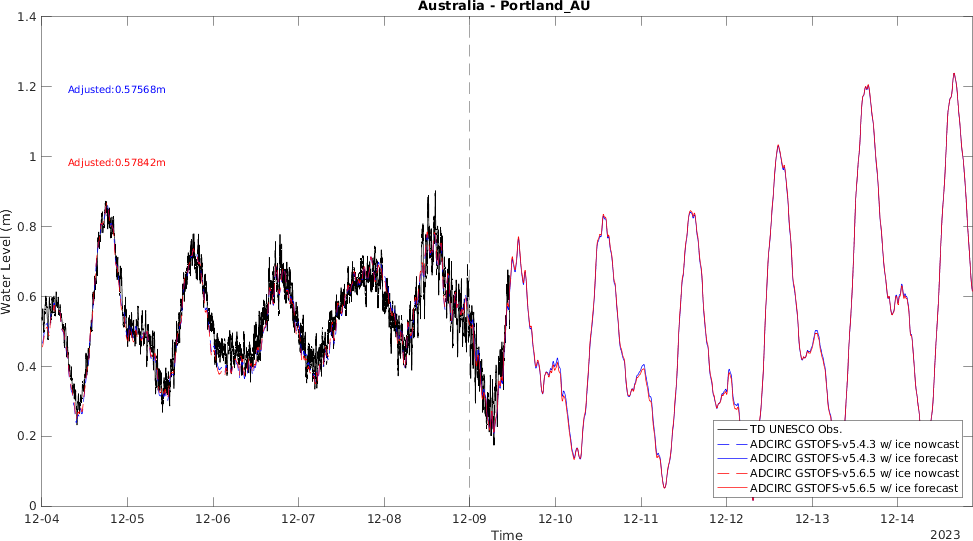 Australia - Portland_AU
1.4
1.2
1
0.8
0.6
0.4
0.2
0
Water Level (m)
Adjusted:0.57568m
Adjusted:0.57842m
TD UNESCO Obs.
ADCIRC GSTOFS-v5.4.3 w/ ice nowcast
ADCIRC GSTOFS-v5.4.3 w/ ice forecast
ADCIRC GSTOFS-v5.6.5 w/ ice nowcast
ADCIRC GSTOFS-v5.6.5 w/ ice forecast
12-04 12-05 12-06 12-07 12-08 12-09 12-10 12-11 12-12 12-13 12-14
Time
2023